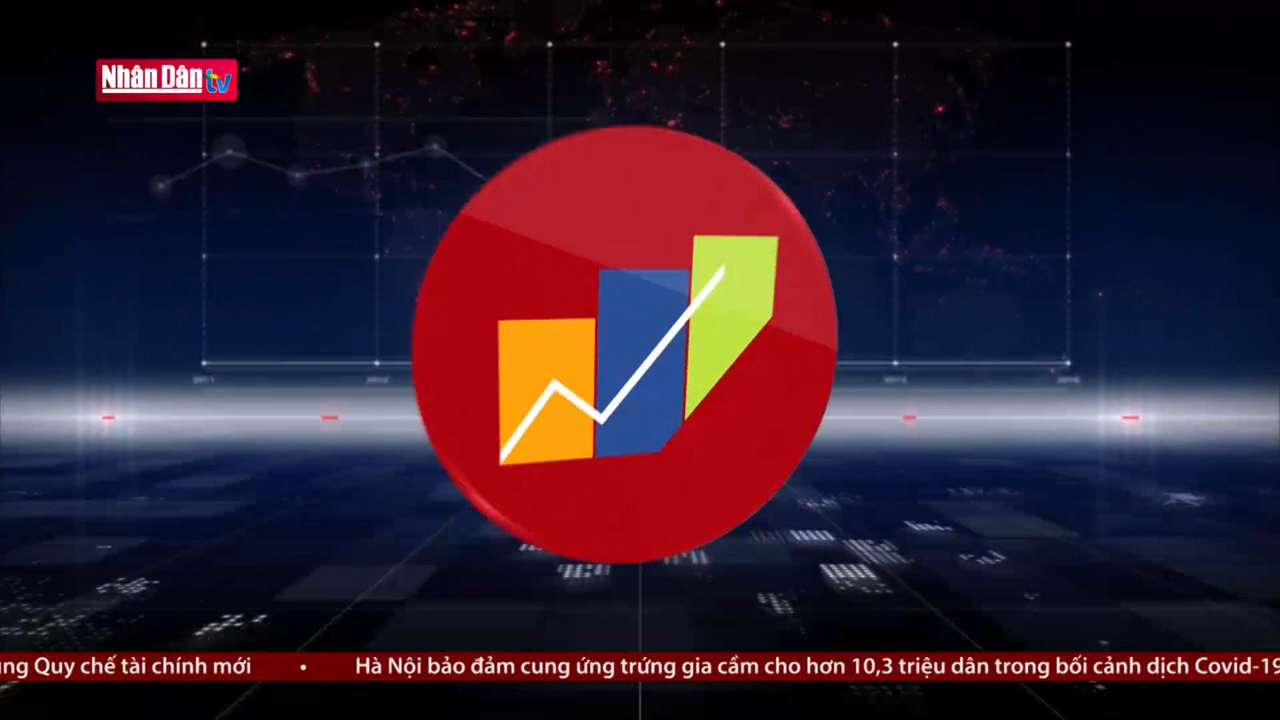 Nhân Dân tv
ng Quy chế tài chính mới • Hà Nội bảo đảm cung ứng trứng gia cầm cho hơn 10,3 triệu dân trong bối cảnh dịch Covid-19